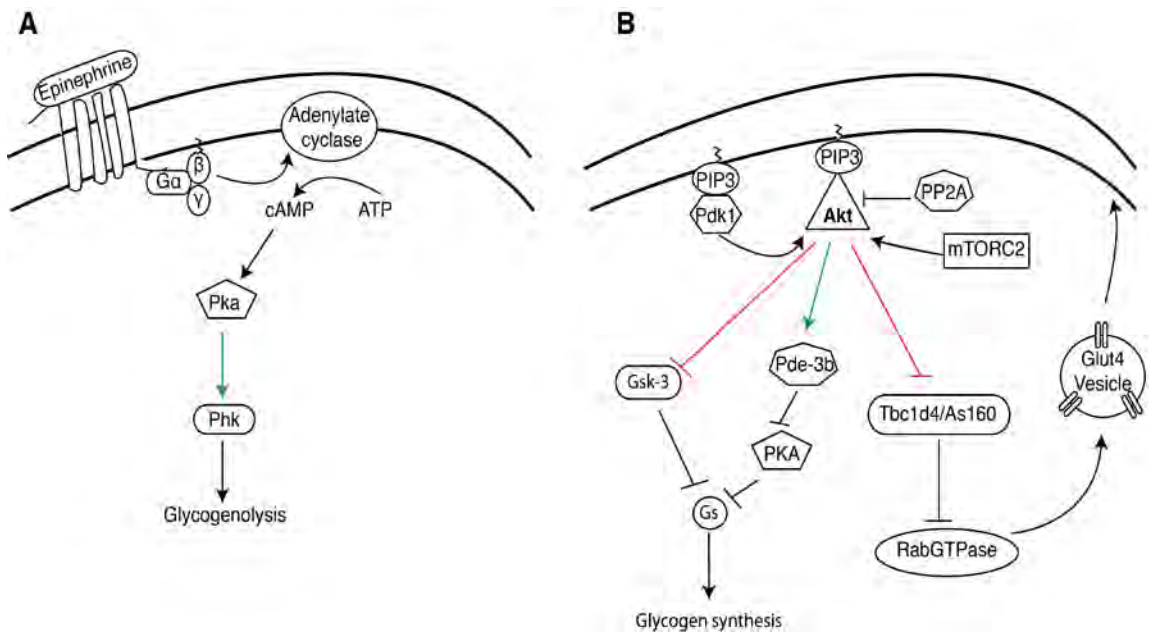 A
Epinephrine
Adenylate
cyclase
Gα
β
γ
cAMP
ATP
Pka
Phk
Glycogenolysis
B
PIP3
PIP3
Pdk1
Akt
PP2A
mTORC2
Gsk-3
Pde-3b
Tbc1d4/As160
Glut4
Vesicle
PKA
Gs
RabGTPase
Glycogen synthesis